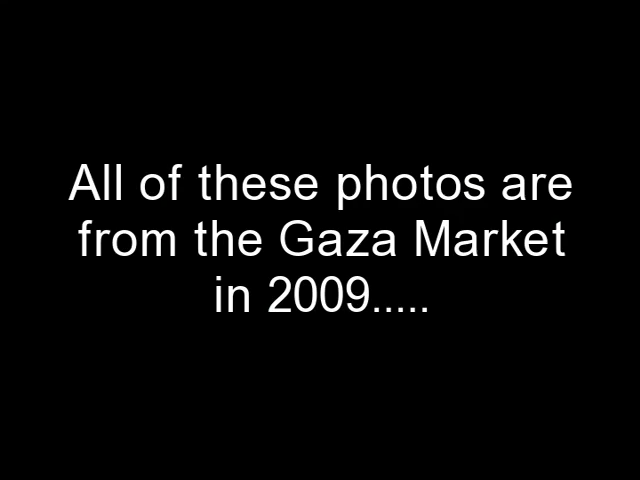 All of these photos are
from the Gaza Market
in 2009.....